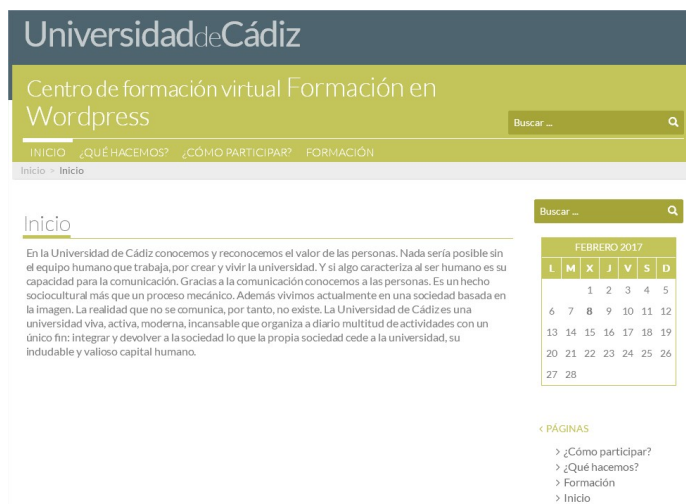 UniversidaddeCádiz
Centro de formación virtual Formación en
Wordpress
Buscar ...
INICIO ¿QUÉ HACEMOS? ¿CÓMO PARTICIPAR? FORMACIÓN
Inicio > Inicio
Inicio
En la Universidad de Cádiz conocemos y reconocemos el valor de las personas. Nada sería posible sin
el equipo humano que trabaja, por crear y vivir la universidad. Y si algo caracteriza al ser humano es su
capacidad para la comunicación. Gracias a la comunicación conocemos a las personas. Es un hecho
sociocultural más que un proceso mecánico. Además vivimos actualmente en una sociedad basada en
la imagen. La realidad que no se comunica, por tanto, no existe. La Universidad de Cádiz es una
universidad viva, activa, moderna, incansable que organiza a diario multitud de actividades con un
único fin: integrar y devolver a la sociedad lo que la propia sociedad cede a la universidad, su
indudable y valioso capital humano.
Buscar ...
FEBRERO 2017
L M X J V S D
1 2 3 4 5
6 7 8 9 10 11 12
13 14 15 16 17 18 19
20 21 22 23 24 25 26
27 28
< PÁGINAS
> ¿Cómo participar?
> ¿Qué hacemos?
> Formación
> Inicio